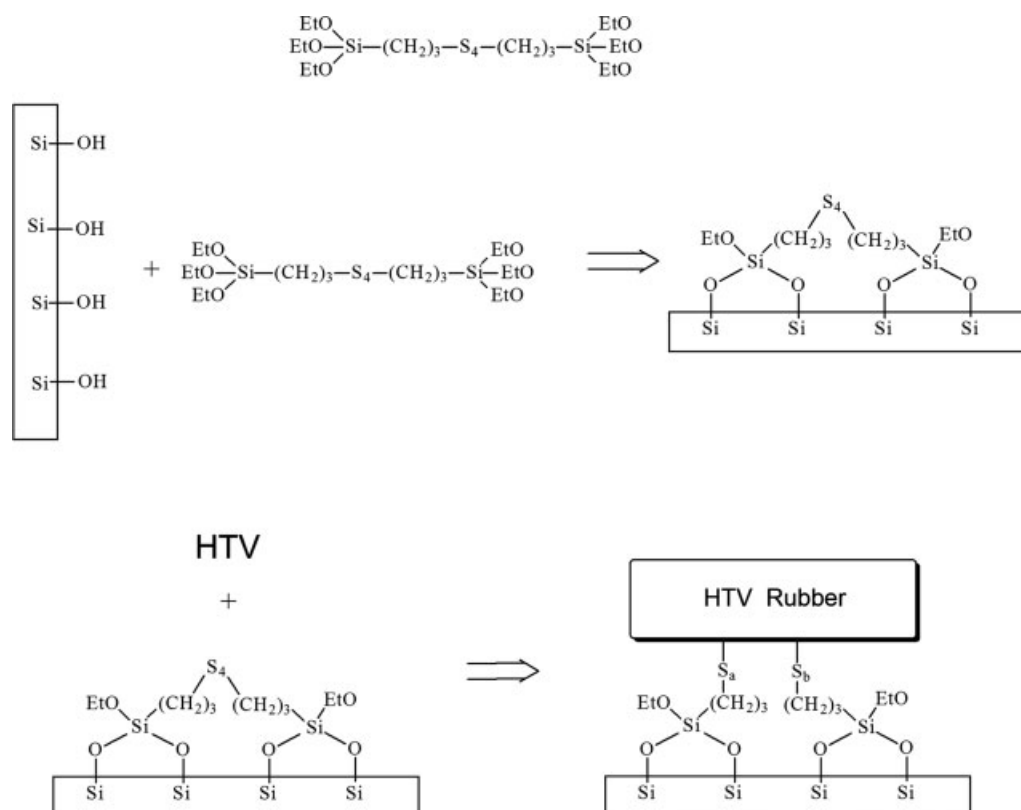 EtO EtO
EtO Si (CH2)3 S4 (CH2)3 Si EtO
EtO EtO
Si OH
Si OH
Si OH
Si OH
+
EtO EtO
EtO Si (CH2)3 S4 (CH2)3 Si EtO
EtO EtO
S4
EtO (CH2)3 (CH2)3 EtO
Si Si
O O O O
Si Si Si Si
HTV
+
S4
EtO (CH2)3 (CH2)3 EtO
Si Si
O O O O
Si Si Si Si
HTV Rubber
Sa Sb
EtO (CH2)3 (CH2)3 EtO
Si Si
O O O O
Si Si Si Si